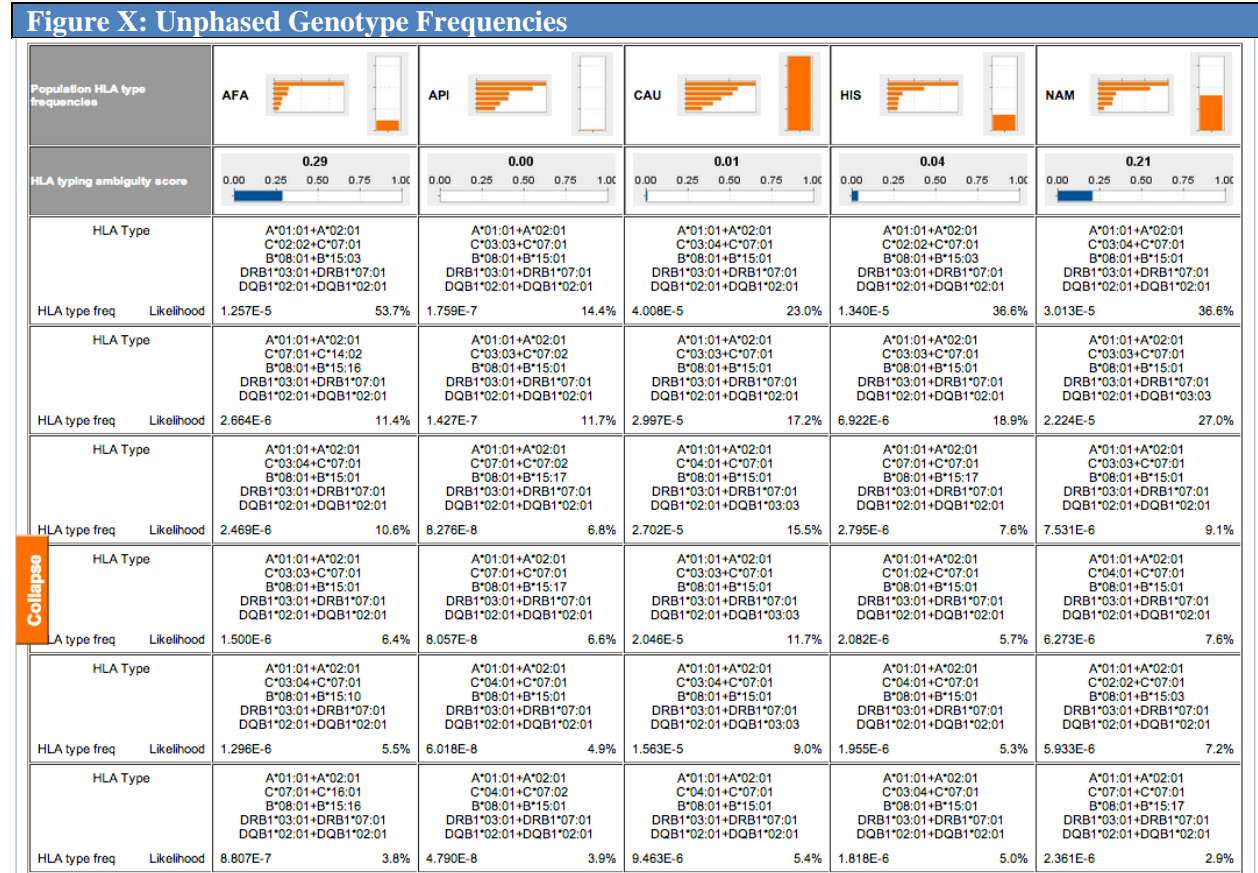 Figure X: Unphased Genotype Frequencies
Population HLA type
frequencies
AFA
API
CAU
HIS
NAM
HLA typing ambiguity score
0.29
0.00 0.25 0.50 0.75 1.00
0.00
0.00 0.25 0.50 0.75 1.00
0.01
0.00 0.25 0.50 0.75 1.00
0.04
0.00 0.25 0.50 0.75 1.00
0.21
0.00 0.25 0.50 0.75 1.00
HLA Type
A*01:01+A*02:01
C*02:02+C*07:01
B*08:01+B*15:03
DRB1*03:01+DRB1*07:01
DQB1*02:01+DQB1*02:01
A*01:01+A*02:01
C*03:03+C*07:01
B*08:01+B*15:01
DRB1*03:01+DRB1*07:01
DQB1*02:01+DQB1*02:01
A*01:01+A*02:01
C*03:04+C*07:01
B*08:01+B*15:01
DRB1*03:01+DRB1*07:01
DQB1*02:01+DQB1*02:01
A*01:01+A*02:01
C*02:02+C*07:01
B*08:01+B*15:03
DRB1*03:01+DRB1*07:01
DQB1*02:01+DQB1*02:01
A*01:01+A*02:01
C*03:04+C*07:01
B*08:01+B*15:01
DRB1*03:01+DRB1*07:01
DQB1*02:01+DQB1*02:01
HLA type freq Likelihood 1.257E-5 53.7% 1.759E-7 14.4% 4.008E-5 23.0% 1.340E-5 36.6% 3.013E-5 36.6%
HLA Type
A*01:01+A*02:01
C*07:01+C*14:02
B*08:01+B*15:16
DRB1*03:01+DRB1*07:01
DQB1*02:01+DQB1*02:01
A*01:01+A*02:01
C*03:03+C*07:02
B*08:01+B*15:01
DRB1*03:01+DRB1*07:01
DQB1*02:01+DQB1*02:01
A*01:01+A*02:01
C*03:03+C*07:01
B*08:01+B*15:01
DRB1*03:01+DRB1*07:01
DQB1*02:01+DQB1*02:01
A*01:01+A*02:01
C*03:03+C*07:01
B*08:01+B*15:01
DRB1*03:01+DRB1*07:01
DQB1*02:01+DQB1*02:01
A*01:01+A*02:01
C*03:03+C*07:01
B*08:01+B*15:01
DRB1*03:01+DRB1*07:01
DQB1*02:01+DQB1*03:03
HLA type freq Likelihood 2.664E-6 11.4% 1.427E-7 11.7% 2.997E-5 17.2% 6.922E-6 18.9% 2.224E-5 27.0%
HLA Type
A*01:01+A*02:01
C*03:04+C*07:01
B*08:01+B*15:01
DRB1*03:01+DRB1*07:01
DQB1*02:01+DQB1*02:01
A*01:01+A*02:01
C*07:01+C*07:02
B*08:01+B*15:17
DRB1*03:01+DRB1*07:01
DQB1*02:01+DQB1*02:01
A*01:01+A*02:01
C*04:01+C*07:01
B*08:01+B*15:01
DRB1*03:01+DRB1*07:01
DQB1*02:01+DQB1*03:03
A*01:01+A*02:01
C*07:01+C*07:01
B*08:01+B*15:17
DRB1*03:01+DRB1*07:01
DQB1*02:01+DQB1*02:01
A*01:01+A*02:01
C*03:03+C*07:01
B*08:01+B*15:01
DRB1*03:01+DRB1*07:01
DQB1*02:01+DQB1*02:01
HLA type freq Likelihood 2.469E-6 10.6% 8.276E-8 6.8% 2.702E-5 15.5% 2.795E-6 7.6% 7.531E-6 9.1%
Collapse
HLA Type
A*01:01+A*02:01
C*03:03+C*07:01
B*08:01+B*15:01
DRB1*03:01+DRB1*07:01
DQB1*02:01+DQB1*02:01
A*01:01+A*02:01
C*07:01+C*07:01
B*08:01+B*15:17
DRB1*03:01+DRB1*07:01
DQB1*02:01+DQB1*02:01
A*01:01+A*02:01
C*03:03+C*07:01
B*08:01+B*15:01
DRB1*03:01+DRB1*07:01
DQB1*02:01+DQB1*03:03
A*01:01+A*02:01
C*01:02+C*07:01
B*08:01+B*15:01
DRB1*03:01+DRB1*07:01
DQB1*02:01+DQB1*02:01
A*01:01+A*02:01
C*04:01+C*07:01
B*08:01+B*15:01
DRB1*03:01+DRB1*07:01
DQB1*02:01+DQB1*02:01
LA type freq Likelihood 1.500E-6 6.4% 8.057E-8 6.6% 2.046E-5 11.7% 2.082E-6 5.7% 6.273E-6 7.6%
HLA Type
A*01:01+A*02:01
C*03:04+C*07:01
B*08:01+B*15:10
DRB1*03:01+DRB1*07:01
DQB1*02:01+DQB1*02:01
A*01:01+A*02:01
C*04:01+C*07:01
B*08:01+B*15:01
DRB1*03:01+DRB1*07:01
DQB1*02:01+DQB1*02:01
A*01:01+A*02:01
C*03:04+C*07:01
B*08:01+B*15:01
DRB1*03:01+DRB1*07:01
DQB1*02:01+DQB1*03:03
A*01:01+A*02:01
C*04:01+C*07:01
B*08:01+B*15:01
DRB1*03:01+DRB1*07:01
DQB1*02:01+DQB1*02:01
A*01:01+A*02:01
C*02:02+C*07:01
B*08:01+B*15:03
DRB1*03:01+DRB1*07:01
DQB1*02:01+DQB1*02:01
HLA type freq Likelihood 1.296E-6 5.5% 6.018E-8 4.9% 1.563E-5 9.0% 1.955E-6 5.3% 5.933E-6 7.2%
HLA Type
A*01:01+A*02:01
C*07:01+C*16:01
B*08:01+B*15:16
DRB1*03:01+DRB1*07:01
DQB1*02:01+DQB1*02:01
A*01:01+A*02:01
C*04:01+C*07:02
B*08:01+B*15:01
DRB1*03:01+DRB1*07:01
DQB1*02:01+DQB1*02:01
A*01:01+A*02:01
C*04:01+C*07:01
B*08:01+B*15:01
DRB1*03:01+DRB1*07:01
DQB1*02:01+DQB1*02:01
A*01:01+A*02:01
C*03:04+C*07:01
B*08:01+B*15:01
DRB1*03:01+DRB1*07:01
DQB1*02:01+DQB1*02:01
A*01:01+A*02:01
C*07:01+C*07:01
B*08:01+B*15:17
DRB1*03:01+DRB1*07:01
DQB1*02:01+DQB1*02:01
HLA type freq Likelihood 8.807E-7 3.8% 4.790E-8 3.9% 9.463E-6 5.4% 1.818E-6 5.0% 2.361E-6 2.9%